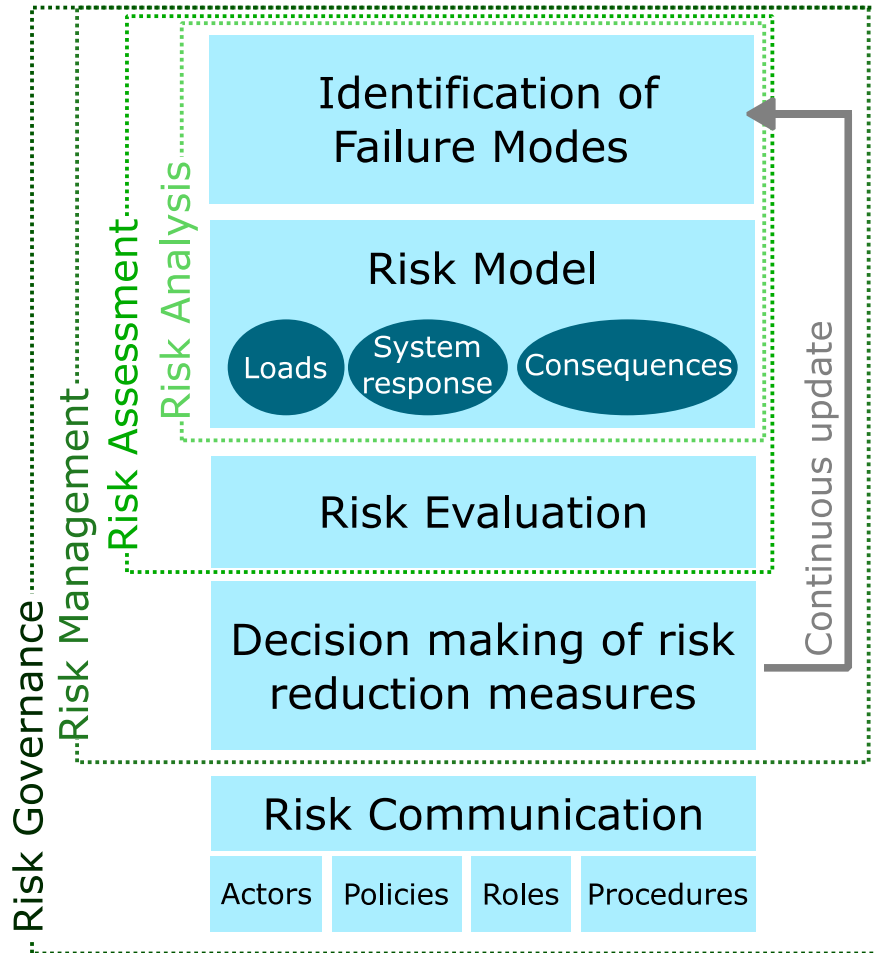 Identification of
Failure Modes
Risk Model
Loads
System
response
Consequences
Risk Evaluation
Decision making of risk
reduction measures
Risk Communication
Actors
Policies
Roles
Procedures
Risk Analysis
Risk Assessment
Risk Management
Risk Governance
Continuous update